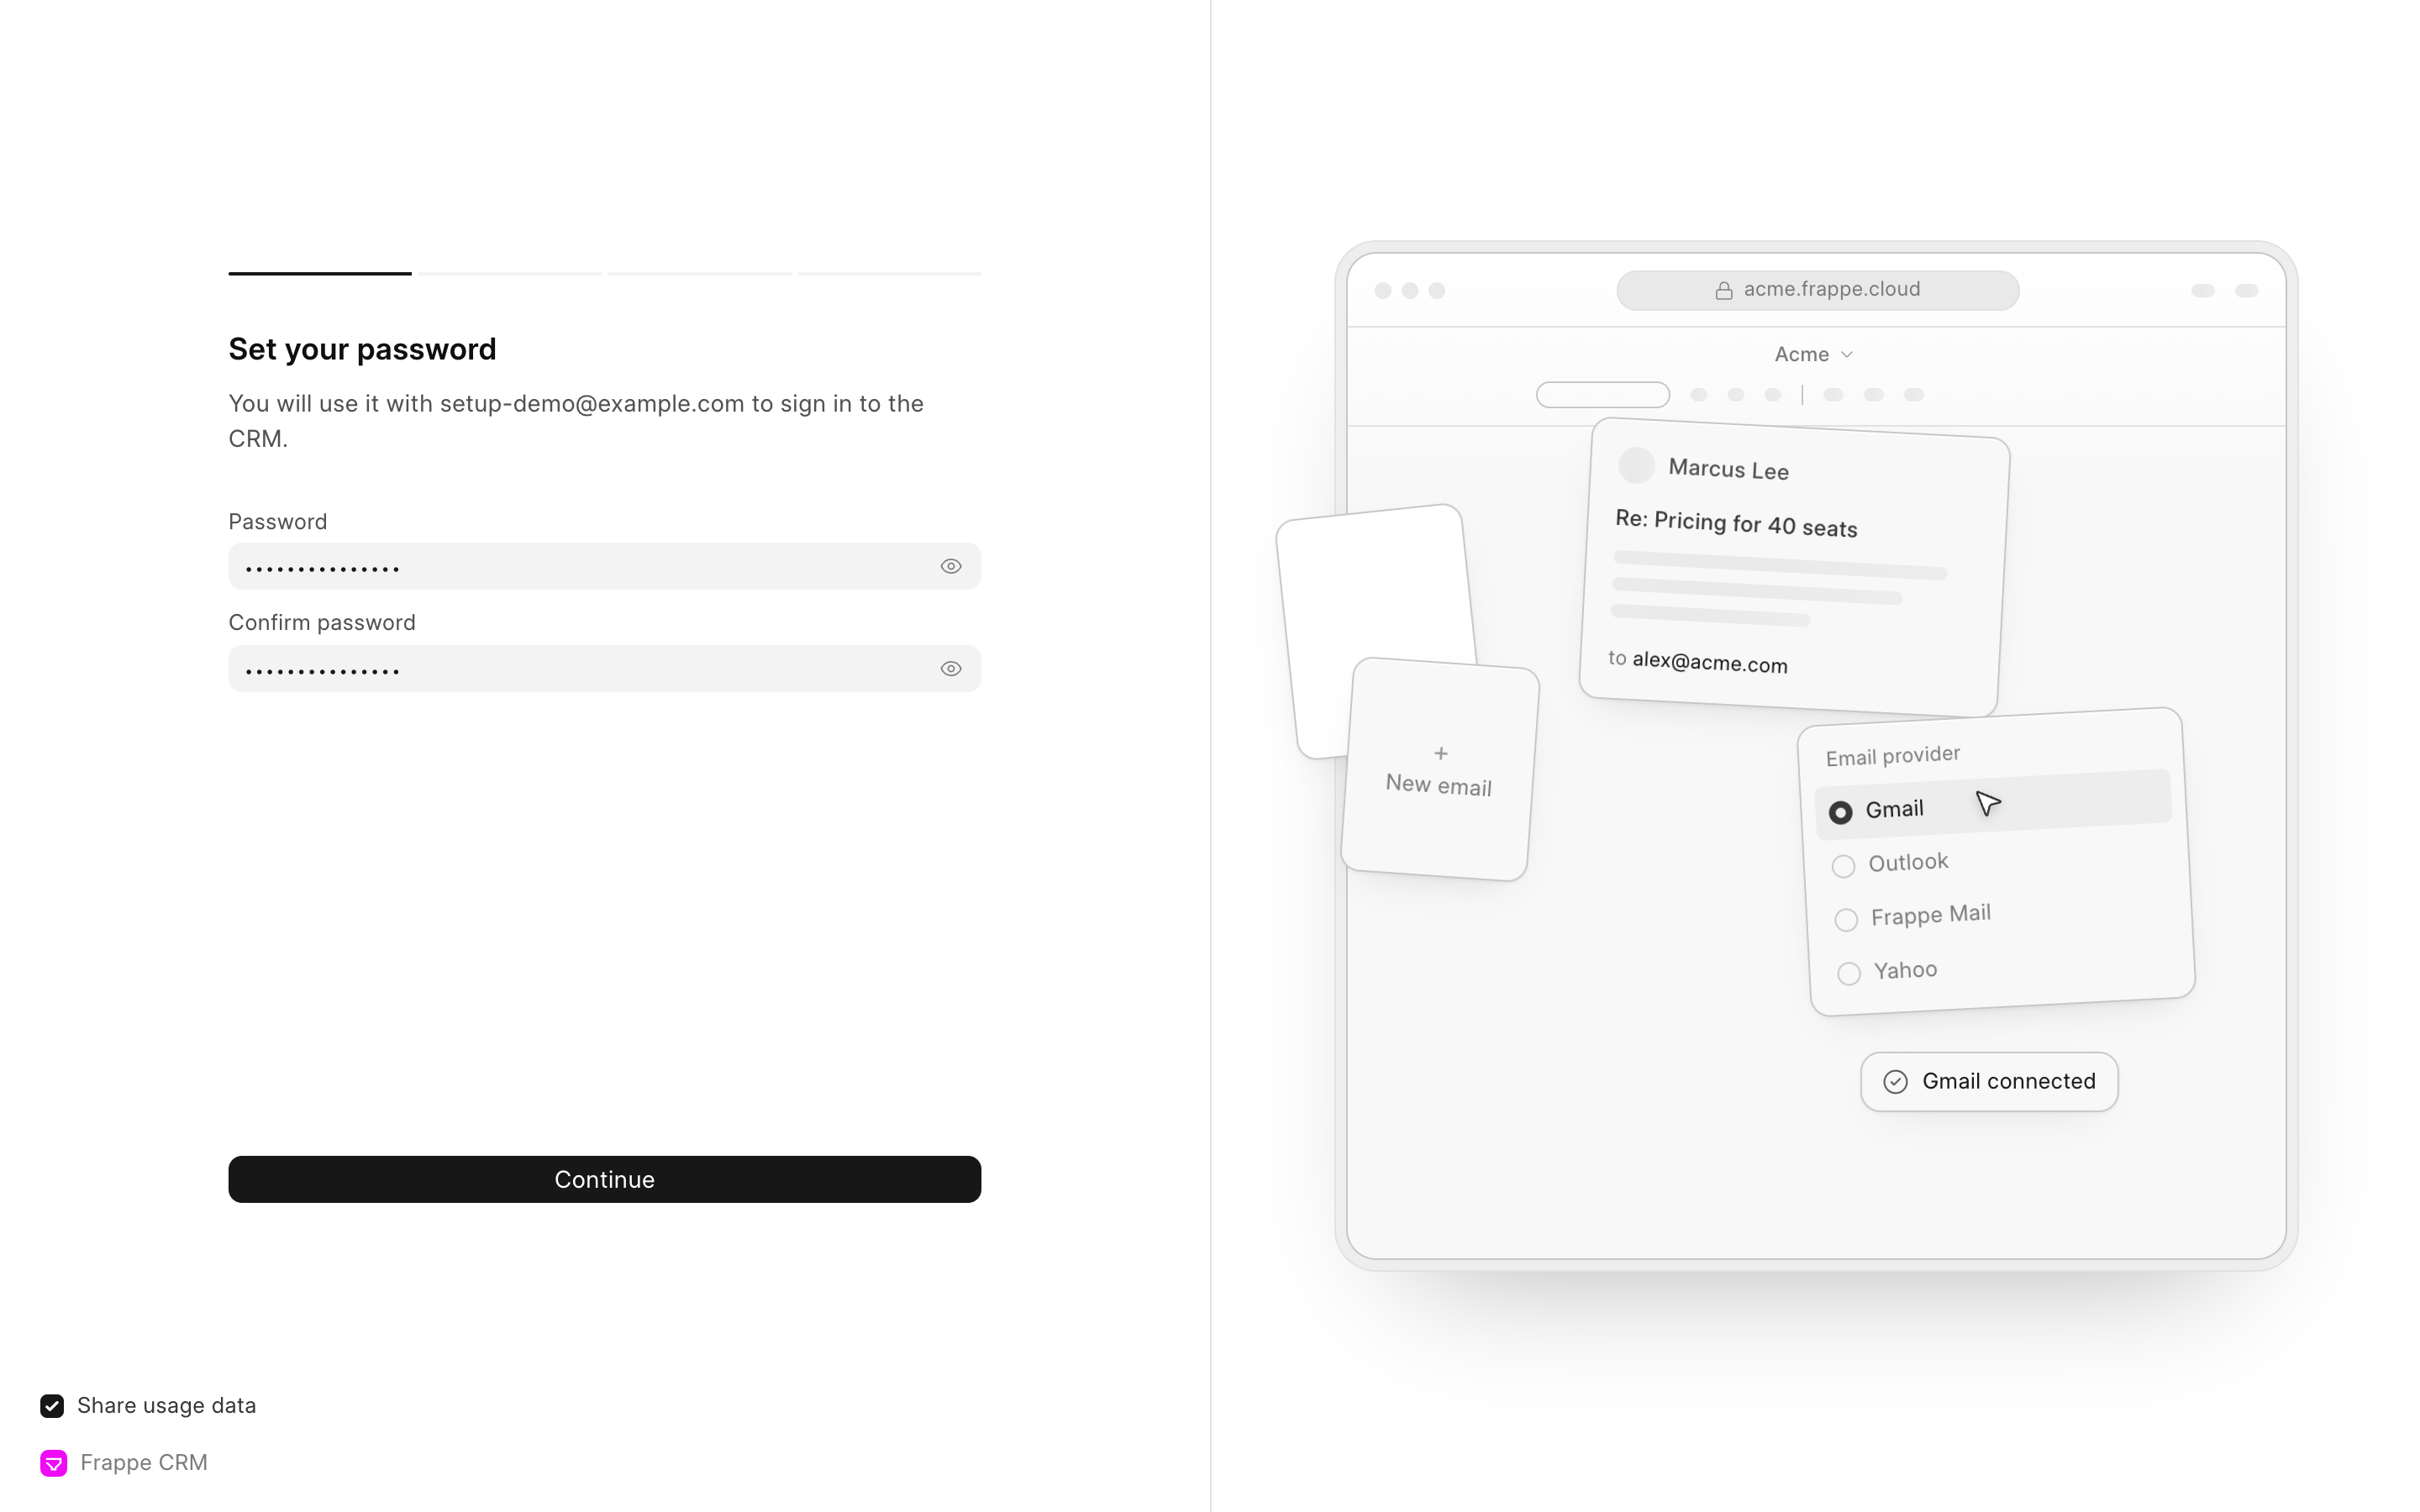 Set your password
You will use it with setup-demo@example.com to sign in to the
CRM.
Password
Confirm password
Continue
Share usage data
Frappe CRM
acme.frappe.cloud
Acme
Marcus Lee
Re: Pricing for 40 seats
to alex@acme.com
+
New email
Email provider
Gmail
Outlook
Frappe Mail
Yahoo
Gmail connected